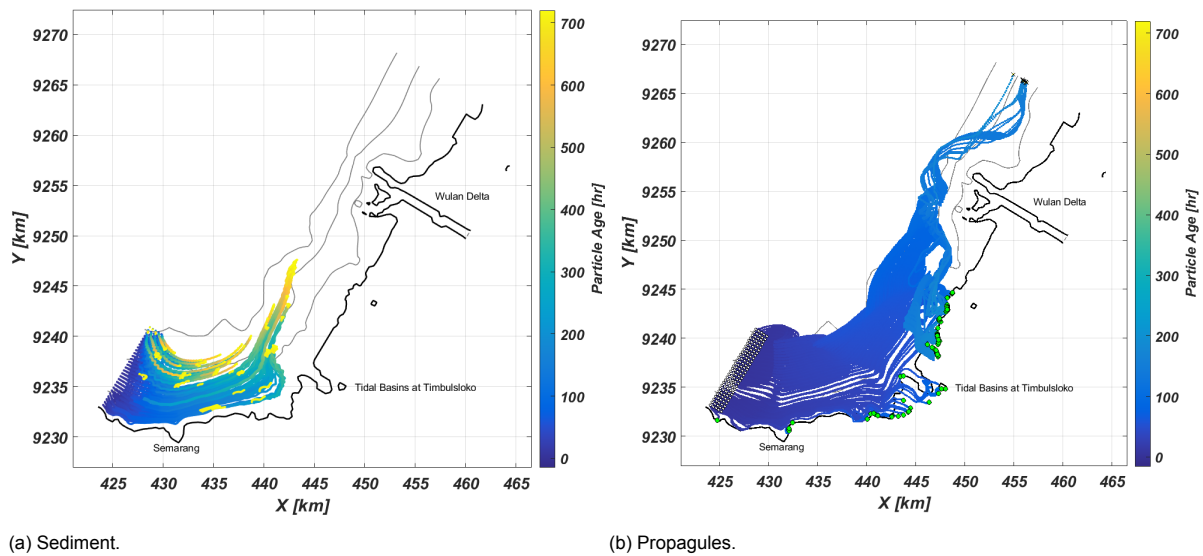 9270
9265
9260
9255
9250
9245
9240
9235
9230
Y [km]
425 430 435 440 445 450 455 460 465
X [km]
Wulan Delta
Tidal Basins at Timbulsloko
Semarang
700
600
500
400
300
200
100
0
Particle Age [hr]
(a) Sediment.
9270
9265
9260
9255
9250
9245
9240
9235
9230
Y [km]
425 430 435 440 445 450 455 460 465
X [km]
Wulan Delta
Tidal Basins at Timbulsloko
Semarang
700
600
500
400
300
200
100
0
Particle Age [hr]
(b) Propagules.